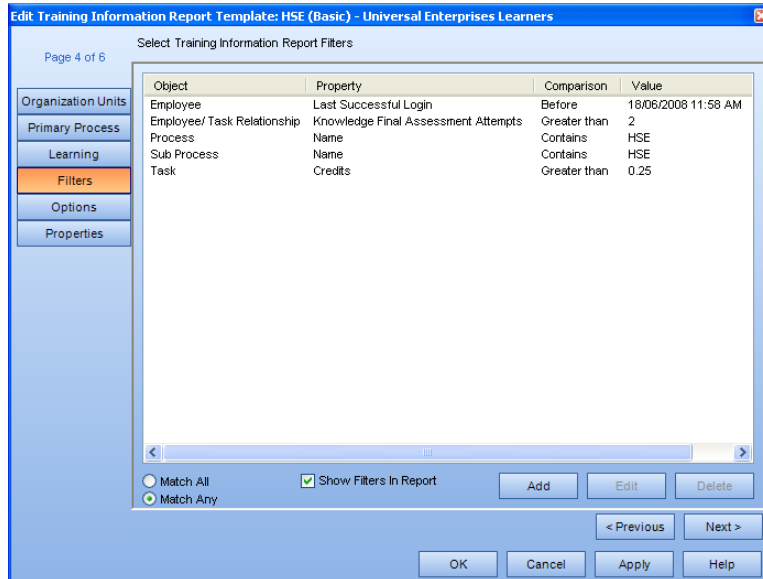 Edit Training Information Report Template: HSE (Basic) - Universal Enterprises Learners
Page 4 of 6
Select Training Information Report Filters
Organization Units
Primary Process
Learning
Filters
Options
Properties
Object Property Comparison Value
Employee Last Successful Login Before 18/06/2008 11:58 AM
Employee/ Task Relationship Knowledge Final Assessment Attempts Greater than 2
Process Name Contains HSE
Sub Process Name Contains HSE
Task Credits Greater than 0.25
Match All
Match Any
Show Filters In Report
Add Edit Delete
< Previous Next >
OK Cancel Apply Help